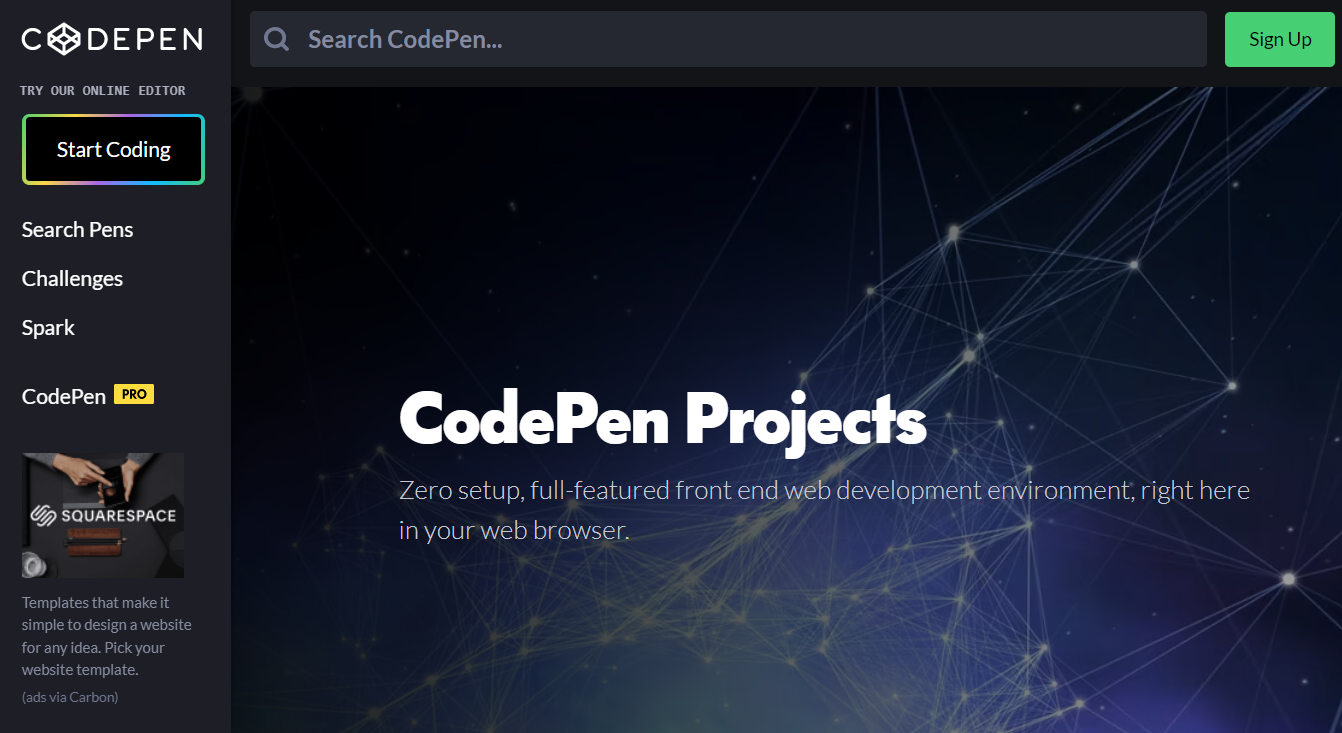 CODEPEN
Search CodePen...
Sign Up
TRY OUR ONLINE EDITOR
Start Coding
Search Pens
Challenges
Spark
CodePen PRO
SQUARESPACE
Templates that make it
simple to design a website
for any idea. Pick your
website template.
(ads via Carbon)
CodePen Projects
Zero setup, full-featured front end web development environment, right here
in your web browser.